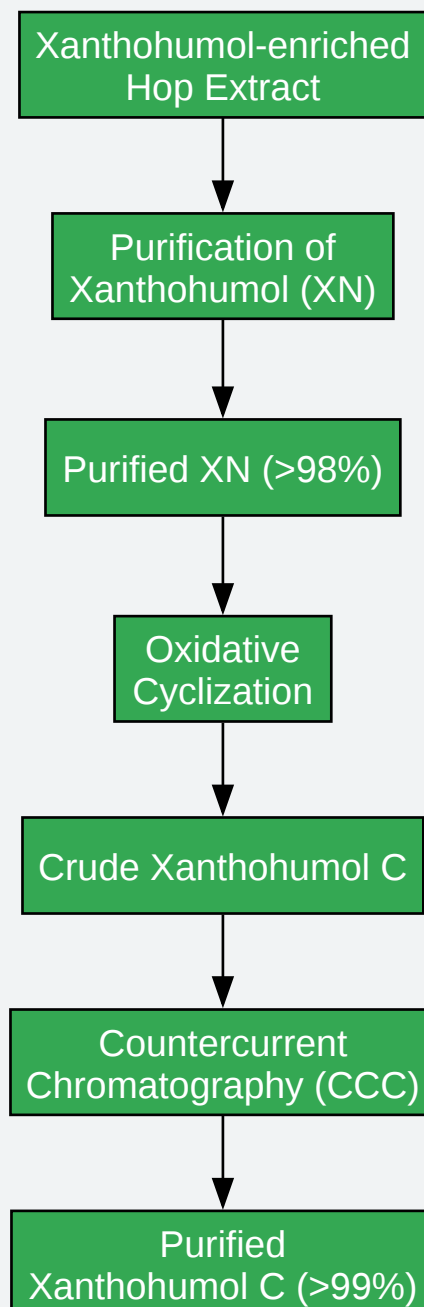 Xanthohumol-enriched
Hop Extract
Purification of
Xanthohumol (XN)
Purified XN (>98%)
Oxidative
Cyclization
Crude Xanthohumol C
Countercurrent
Chromatography (CCC)
Purified
Xanthohumol C (>99%)